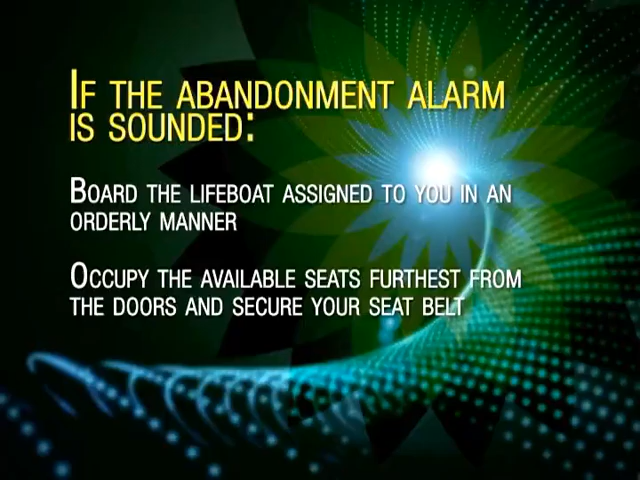 If the abandonment alarm
is sounded:
Board the lifeboat assigned to you in an
orderly manner
Occupy the available seats furthest from
the doors and secure your seat belt